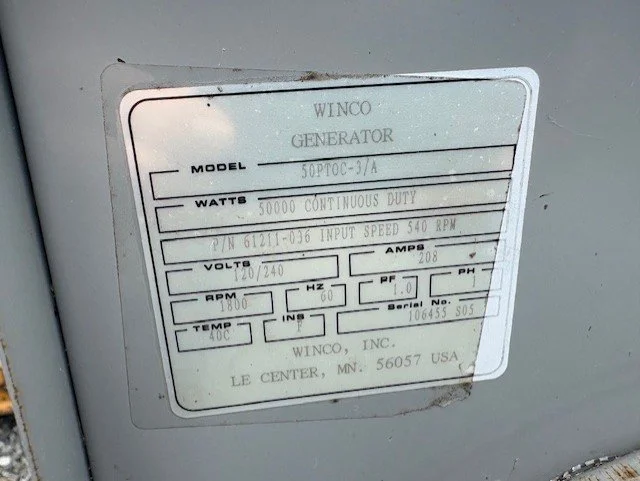 WINCO
GENERATOR
MODEL 50PTOC-3/A
WATTS 50000 CONTINUOUS DUTY
P/N 61211-036 INPUT SPEED 540 RPM
VOLTS 120/240 AMPS 208
RPM 1800 HZ 60 PF 1.0 PH 1
TEMP 40C INS F Serial No. 106455 S05
WINCO, INC.
LE CENTER, MN. 56057 USA